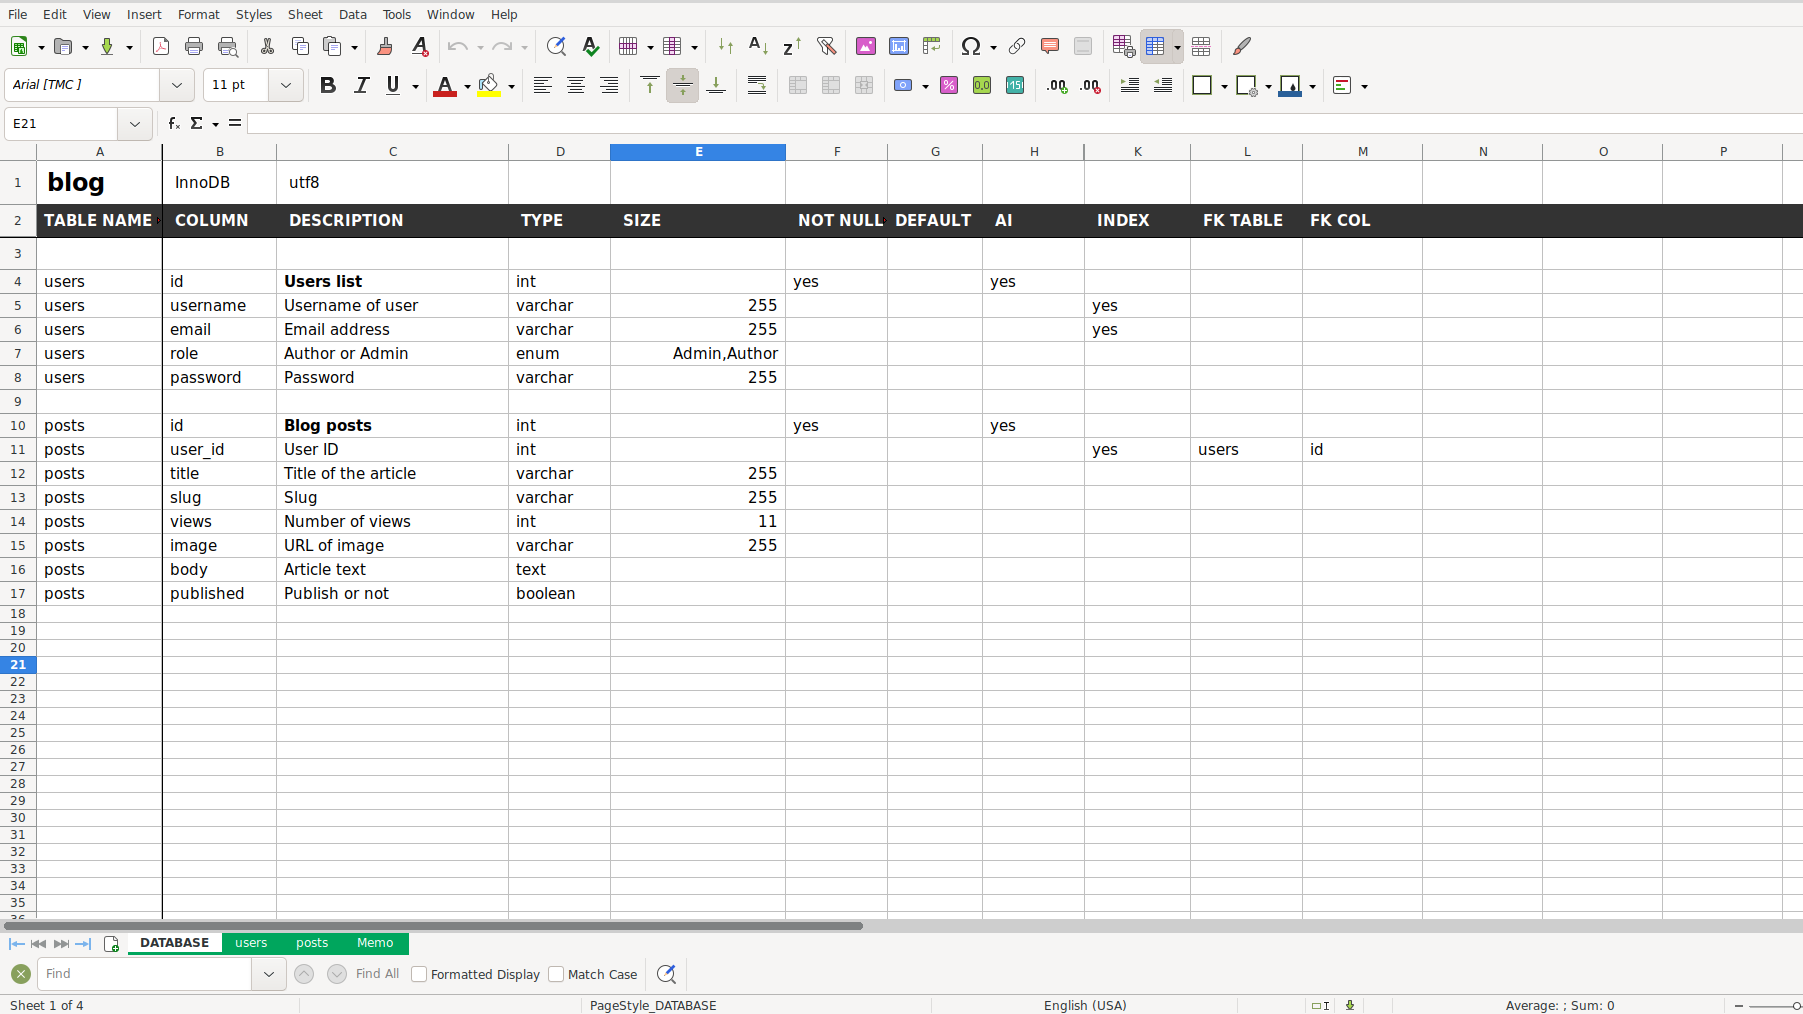 File Edit View Insert Format Styles Sheet Data Tools Window Help
Arial [TMC ] 11 pt
E21
A B C D E F G H K L M N O P
1 blog InnoDB utf8
2 TABLE NAME COLUMN DESCRIPTION TYPE SIZE NOT NULL DEFAULT AI INDEX FK TABLE FK COL
3
4 users id Users list int yes yes
5 users username Username of user varchar 255 yes
6 users email Email address varchar 255 yes
7 users role Author or Admin enum Admin,Author
8 users password Password varchar 255
9
10 posts id Blog posts int yes yes
11 posts user_id User ID int yes users id
12 posts title Title of the article varchar 255
13 posts slug Slug varchar 255
14 posts views Number of views int 11
15 posts image URL of image varchar 255
16 posts body Article text text
17 posts published Publish or not boolean
18
19
20
21
22
23
24
25
26
27
28
29
30
31
32
33
34
35
36
DATABASE users posts Memo
Find Find All Formatted Display Match Case
Sheet 1 of 4 PageStyle_DATABASE English (USA) Average: ; Sum: 0